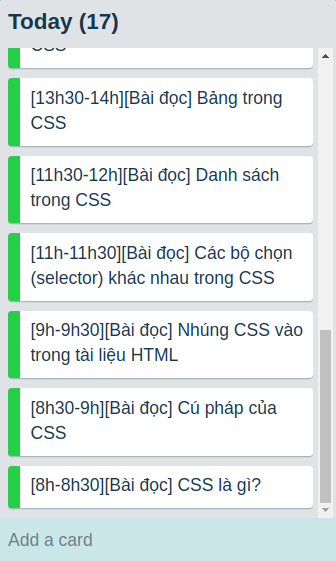 Today (17)
CSS
[13h30-14h][Bài đọc] Bảng trong
CSS
[11h30-12h][Bài đọc] Danh sách
trong CSS
[11h-11h30][Bài đọc] Các bộ chọn
(selector) khác nhau trong CSS
[9h-9h30][Bài đọc] Nhúng CSS vào
trong tài liệu HTML
[8h30-9h][Bài đọc] Cú pháp của
CSS
[8h-8h30][Bài đọc] CSS là gì?
Add a card